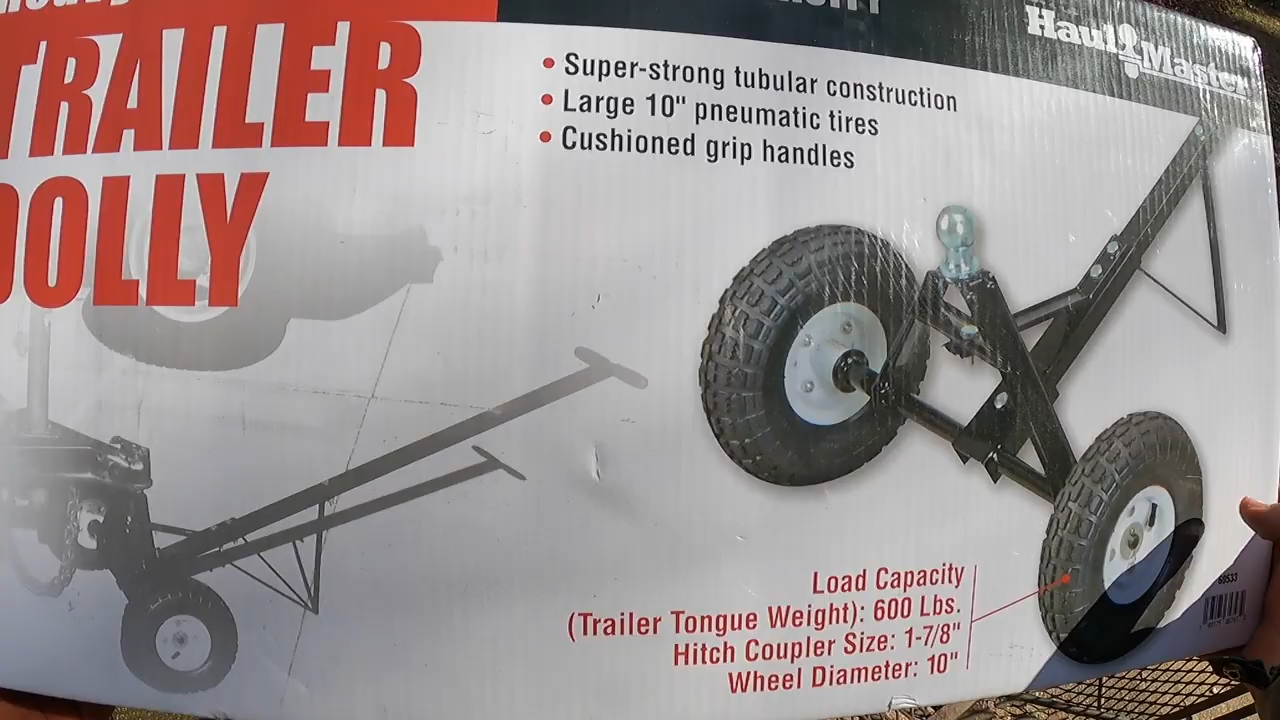 TRAILER
DOLLY
• Super-strong tubular construction
• Large 10" pneumatic tires
• Cushioned grip handles
Haul Master
Load Capacity
(Trailer Tongue Weight): 600 Lbs.
Hitch Coupler Size: 1-7/8"
Wheel Diameter: 10"